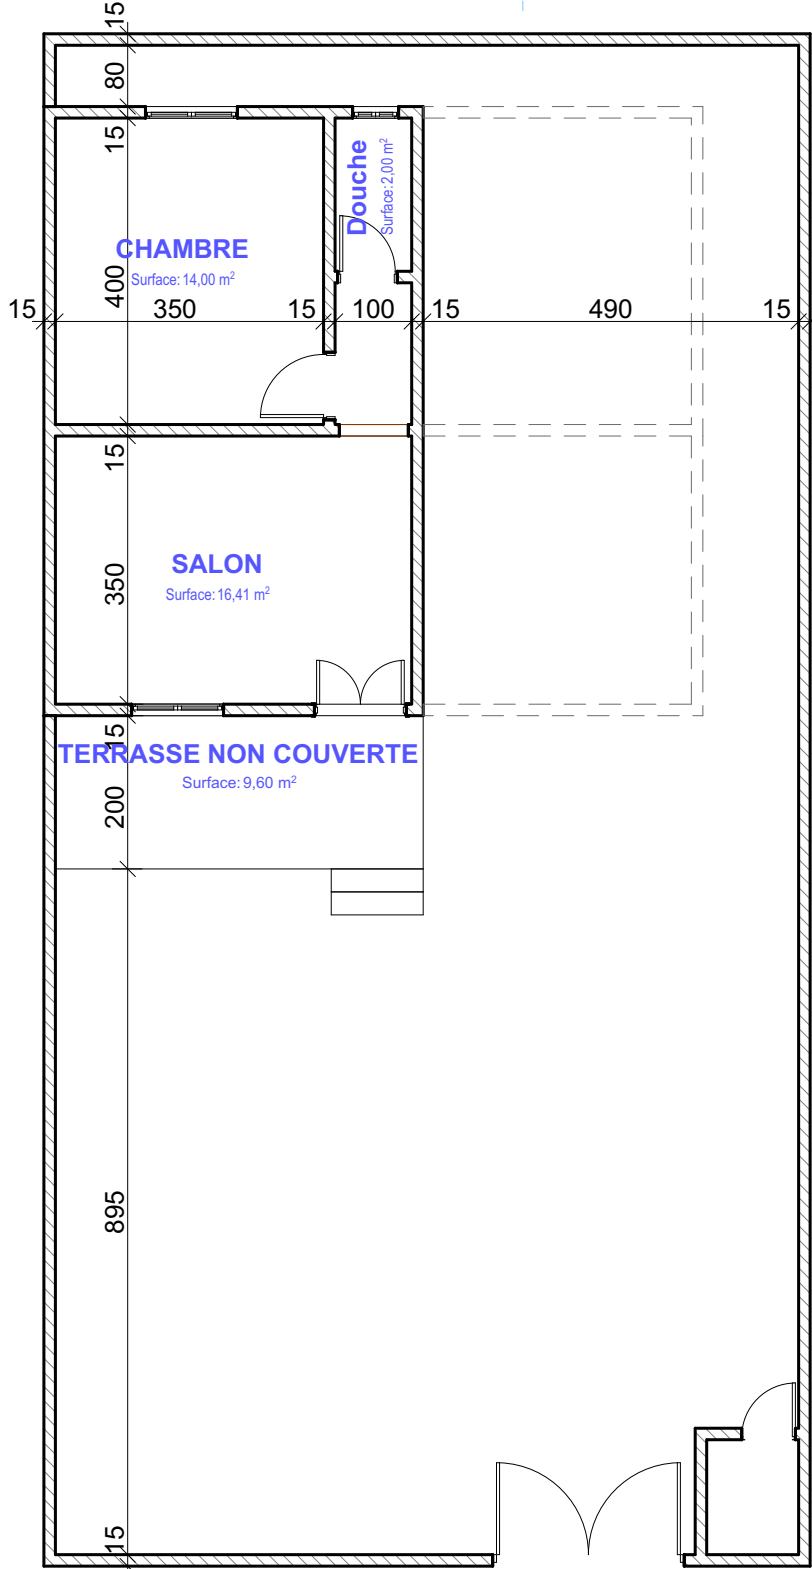 15
80
15
Douche
Surface: 2,00 m²
CHAMBRE
Surface: 14,00 m²
400
15
350
15
100
15
490
15
15
SALON
Surface: 16,41 m²
350
15
TERRASSE NON COUVERTE
Surface: 9,60 m²
200
895
15